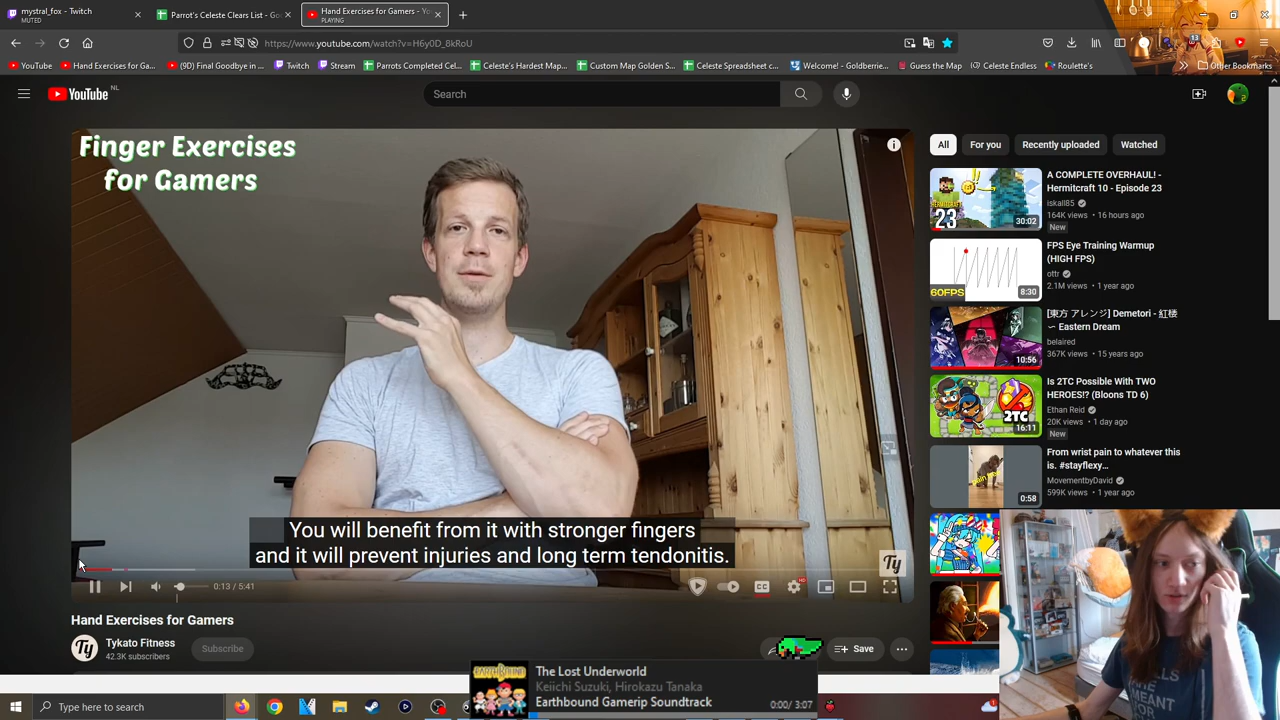 mystral_fox - Twitch
MUTED
Parrot's Celeste Clears List - Go
Hand Exercises for Gamers - Yo
PLAYING
https://www.youtube.com/watch?v=H6y0D_8kRoU
13
YouTube
Hand Exercises for Ga...
(9D) Final Goodbye in ...
Twitch
Stream
Parrots Completed Cel...
Celeste's Hardest Map...
Custom Map Golden S...
Celeste Spreadsheet c...
Welcome! - Goldberrie...
Guess the Map
Celeste Endless
Roulette's
Other Bookmarks
YouTube NL
Search
Finger Exercises
for Gamers
You will benefit from it with stronger fingers
and it will prevent injuries and long term tendonitis.
Ty
0:13 / 5:41
CC
HD
Hand Exercises for Gamers
Ty
Tykato Fitness
42.3K subscribers
Subscribe
Save
All
For you
Recently uploaded
Watched
HERMITCRAFT
23
30:02
A COMPLETE OVERHAUL! -
Hermitcraft 10 - Episode 23
iskall85
164K views • 16 hours ago
New
60FPS
8:30
FPS Eye Training Warmup
(HIGH FPS)
ottr
2.1M views • 1 year ago
10:56
[東方 アレンジ] Demetori - 紅楼
~ Eastern Dream
belaired
367K views • 15 years ago
2TC
16:11
Is 2TC Possible With TWO
HEROES!? (Bloons TD 6)
Ethan Reid
20K views • 1 day ago
New
0:58
From wrist pain to whatever this
is. #stayflexy...
MovementbyDavid
599K views • 1 year ago
EARTHBOUND
The Lost Underworld
Keiichi Suzuki, Hirokazu Tanaka
Earthbound Gamerip Soundtrack
0:00/ 3:07
Type here to search